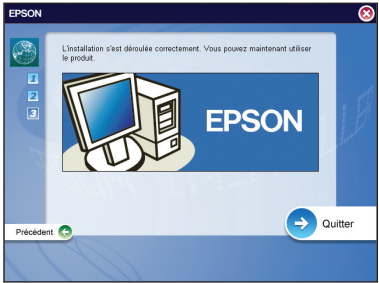 EPSON
L'installation s'est déroulée correctement. Vous pouvez maintenant utiliser
le produit.
1
2
3
EPSON
Quitter
Précédent